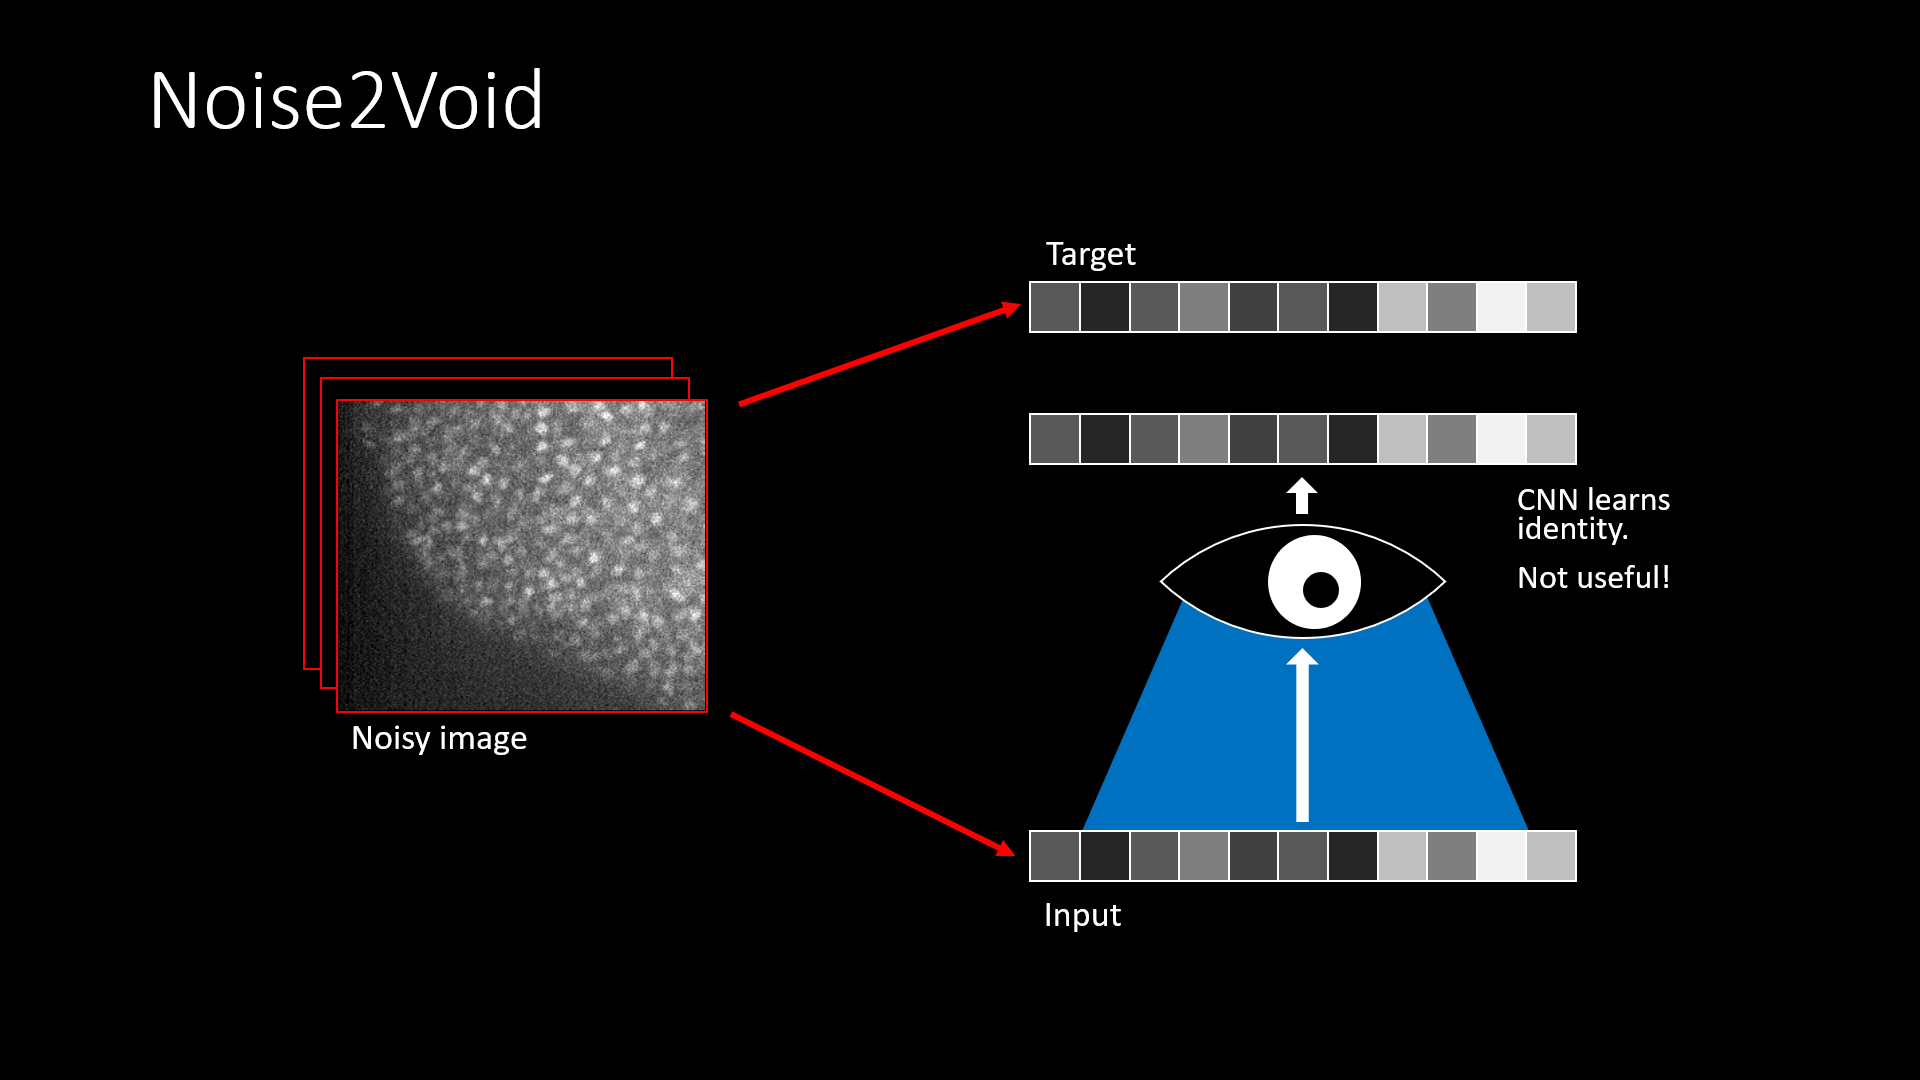 Noise2Void
Target
CNN learns
identity.
Not useful!
Noisy image
Input